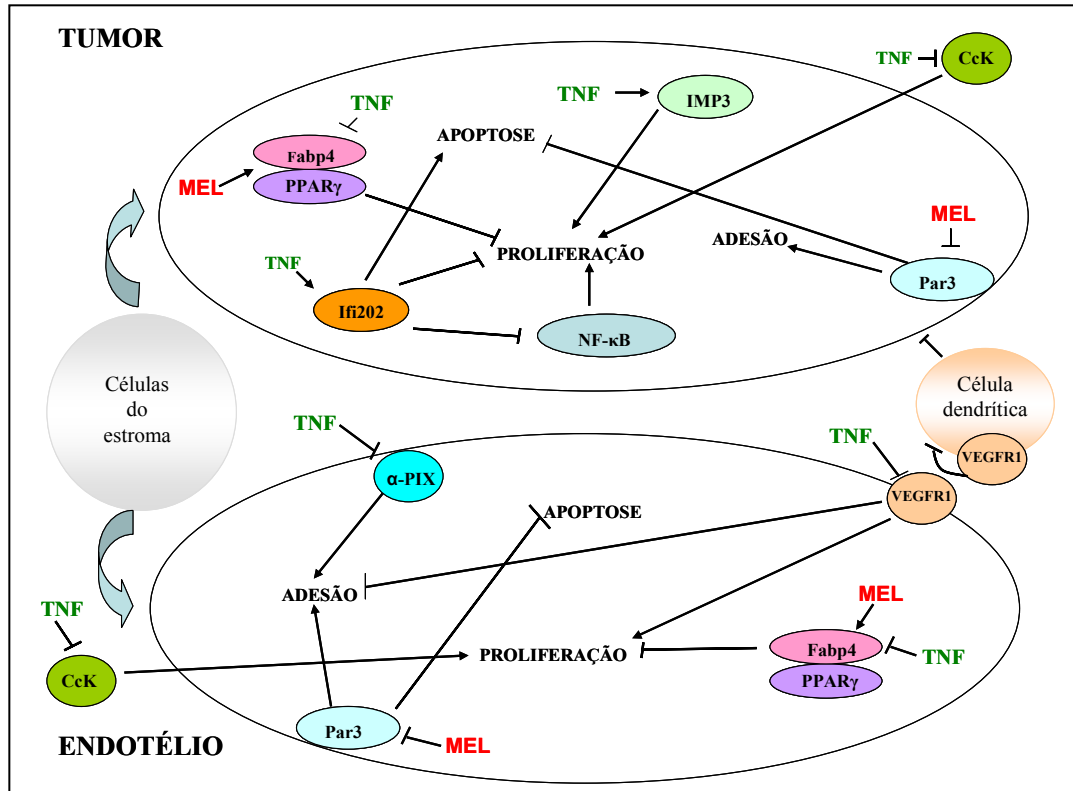 TUMOR
TNF
CcK
TNF
IMP3
TNF
APOPTOSE
Fabp4
MEL
PPARγ
MEL
ADESÃO
PROLIFERAÇÃO
TNF
Par3
Ifi202
NF-κB
Células
do
estroma
Célula
dendrítica
TNF
TNF
VEGFR1
α-PIX
VEGFR1
APOPTOSE
ADESÃO
MEL
TNF
PROLIFERAÇÃO
Fabp4
TNF
CcK
PPARγ
Par3
MEL
ENDOTÉLIO